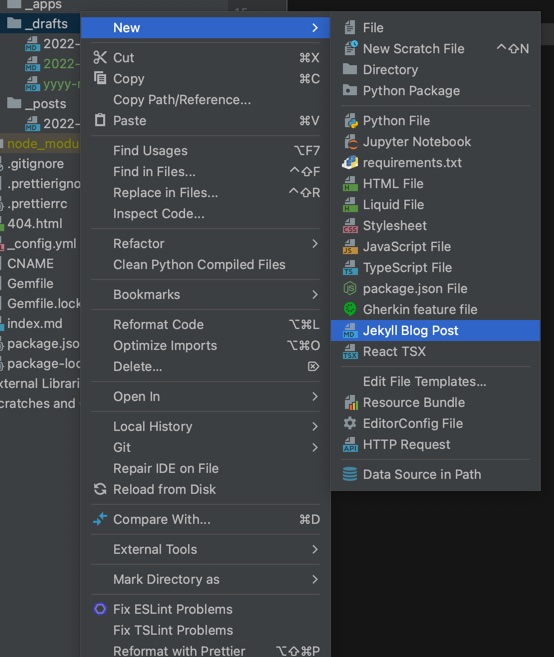 _apps
_drafts
2022-
2022-
yyyy-
_posts
2022-
node_modu
.gitignore
.prettierigno
.prettierrc
404.html
_config.yml
CNAME
Gemfile
Gemfile.lock
index.md
package.jso
package-loc
xternal Librari
cratches and
15
New
Cut ⌘X
Copy ⌘C
Copy Path/Reference...
Paste ⌘V
Find Usages ⌥F7
Find in Files... ^⇧F
Replace in Files... ^⇧R
Inspect Code...
Refactor
Clean Python Compiled Files
Bookmarks
Reformat Code ⌥⌘L
Optimize Imports ⌥⌘O
Delete... ⌦
Open In
Local History
Git
Repair IDE on File
Reload from Disk
Compare With... ⌘D
External Tools
Mark Directory as
Fix ESLint Problems
Fix TSLint Problems
Reformat with Prettier ⌥⇧⌘P
File
New Scratch File ^⇧N
Directory
Python Package
Python File
Jupyter Notebook
requirements.txt
HTML File
Liquid File
Stylesheet
JavaScript File
TypeScript File
package.json File
Gherkin feature file
Jekyll Blog Post
React TSX
Edit File Templates...
Resource Bundle
EditorConfig File
HTTP Request
Data Source in Path